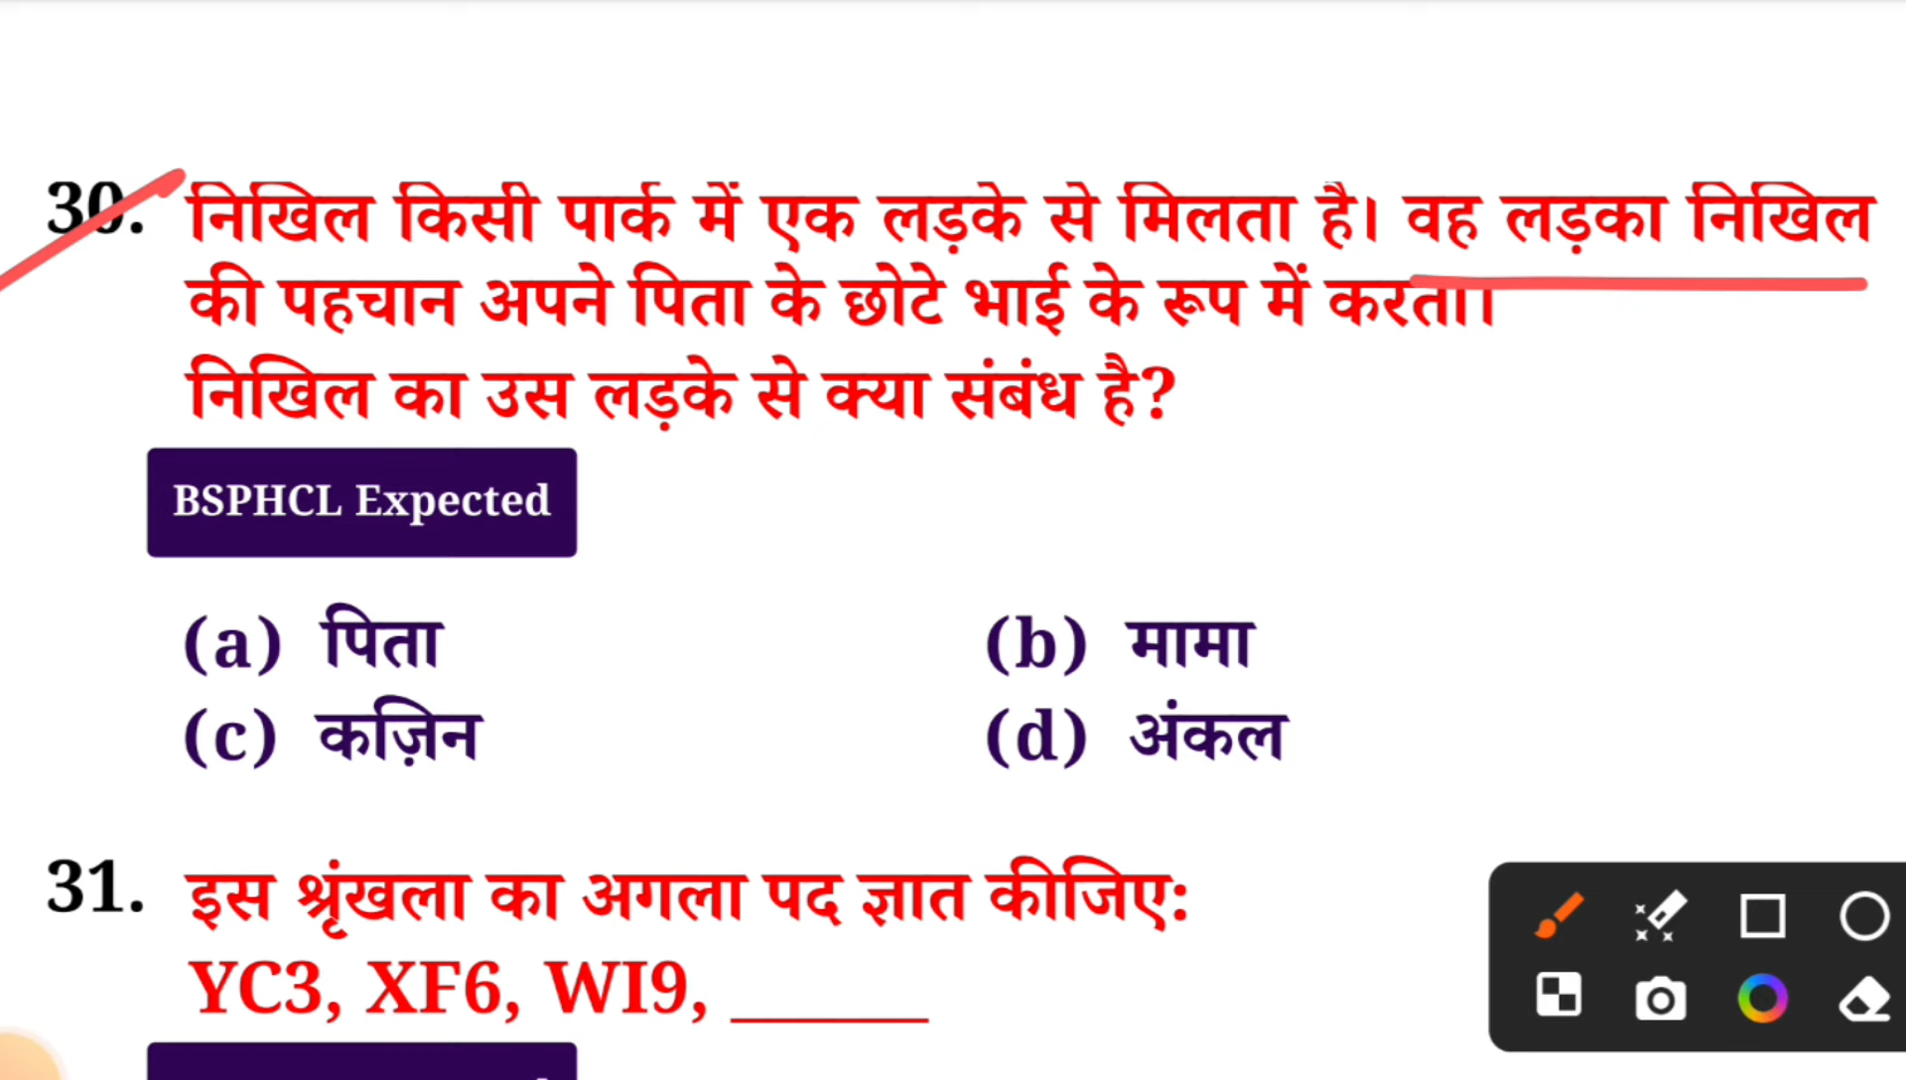 30. निखिल किसी पार्क में एक लड़के से मिलता है। वह लड़का निखिल
की पहचान अपने पिता के छोटे भाई के रूप में करता।
निखिल का उस लड़के से क्या संबंध है?
BSPHCL Expected
(a) पिता (b) मामा
(c) कज़िन (d) अंकल
31. इस श्रृंखला का अगला पद ज्ञात कीजिए:
YC3, XF6, WI9, ______